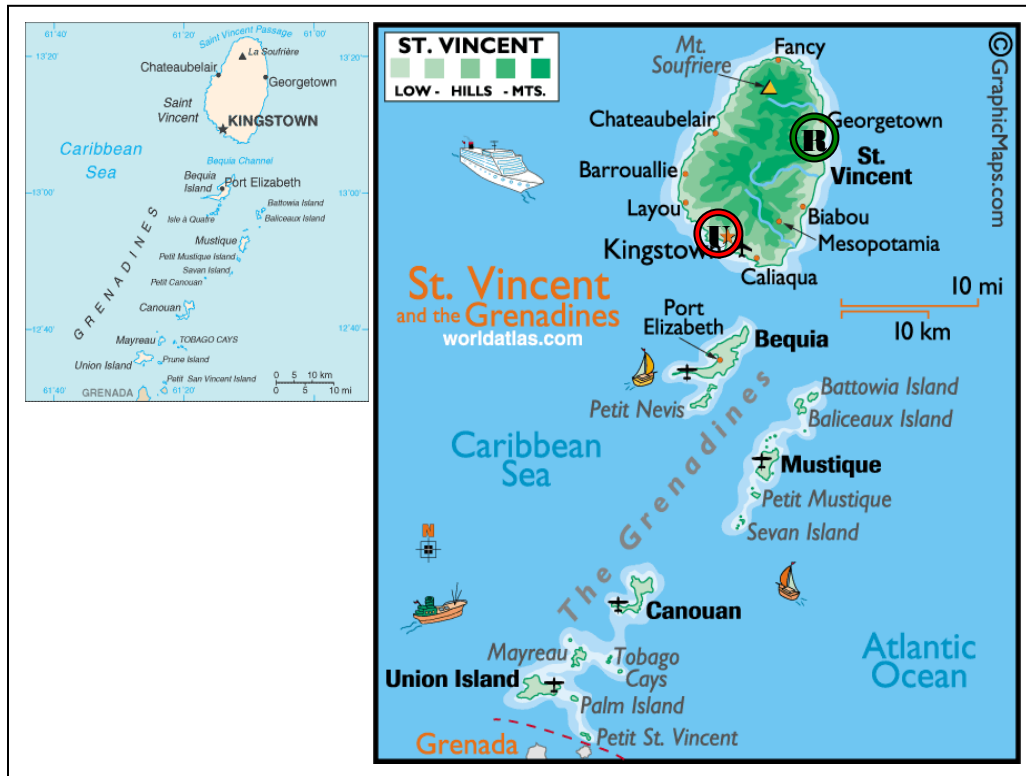 61°40'
61°20'
61°00'
Saint Vincent Passage
13°20'
La Soufrière
13°20'
Chateaubelair
Georgetown
Saint
Vincent
KINGSTOWN
Caribbean
Sea
Bequia Channel
Bequia
Island
Port Elizabeth
13°00'
13°00'
Battowia Island
Baliceaux Island
Isle à Quatre
Mustique
Petit Mustique Island
Savan Island
Petit Canouan
GRENADINES
Canouan
12°40'
12°40'
Mayreau
TOBAGO CAYS
Union Island
Prune Island
Petit San Vincent Island
GRENADA
0 5 10 km
0 5 10 mi
61°40'
61°20'
61°00'
ST. VINCENT
LOW - HILLS - MTS.
Mt.
Soufriere
Fancy
©GraphicMaps.com
Chateaubelair
Georgetown
R
St.
Vincent
Barrouallie
Layou
Biabou
U
Kingstown
Mesopotamia
Caliaqua
St. Vincent
and the Grenadines
worldatlas.com
10 mi
10 km
Port
Elizabeth
Bequia
Petit Nevis
Battowia Island
Baliceaux Island
Caribbean
Sea
Mustique
Petit Mustique
Sevan Island
The Grenadines
N
Canouan
Mayreau
Tobago
Cays
Union Island
Palm Island
Atlantic
Ocean
Petit St. Vincent
Grenada